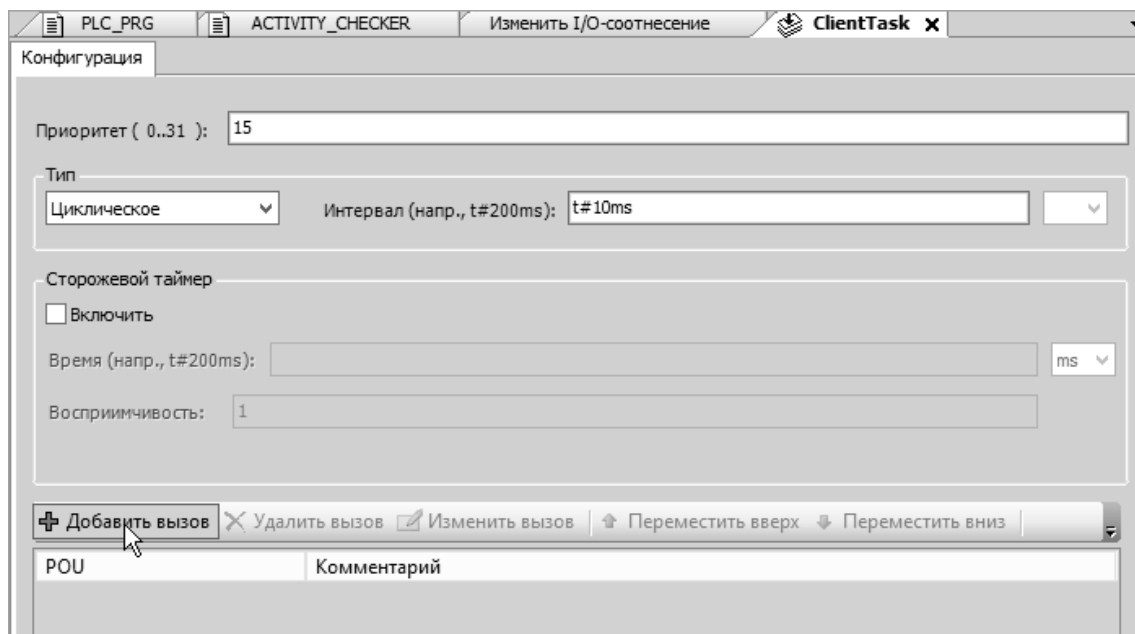 PLC_PRG ACTIVITY_CHECKER Изменить I/O-соотнесение ClientTask
Конфигурация
Приоритет ( 0..31 ): 15
Тип
Циклическое Интервал (напр., t#200ms): t#10ms
Сторожевой таймер
Включить
Время (напр., t#200ms): ms
Восприимчивость: 1
Добавить вызов Удалить вызов Изменить вызов Переместить вверх Переместить вниз
POU Комментарий